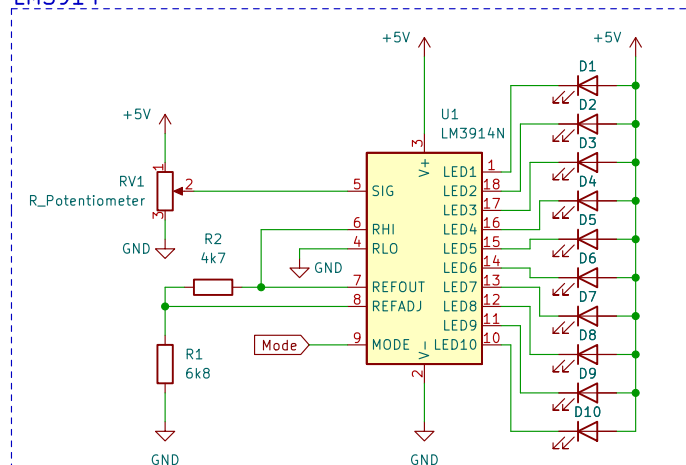 LM3914
+5V
+5V
D1
D2
D3
D4
D5
D6
D7
D8
D9
D10
U1
LM3914N
+5V
RV1
R_Potentiometer
1
2
3
GND
R2
4k7
GND
R1
6k8
GND
Mode
3
V+
5 SIG
6 RHI
4 RLO
7 REFOUT
8 REFADJ
9 MODE
LED1 1
LED2 18
LED3 17
LED4 16
LED5 15
LED6 14
LED7 13
LED8 12
LED9 11
LED10 10
V-
2
GND